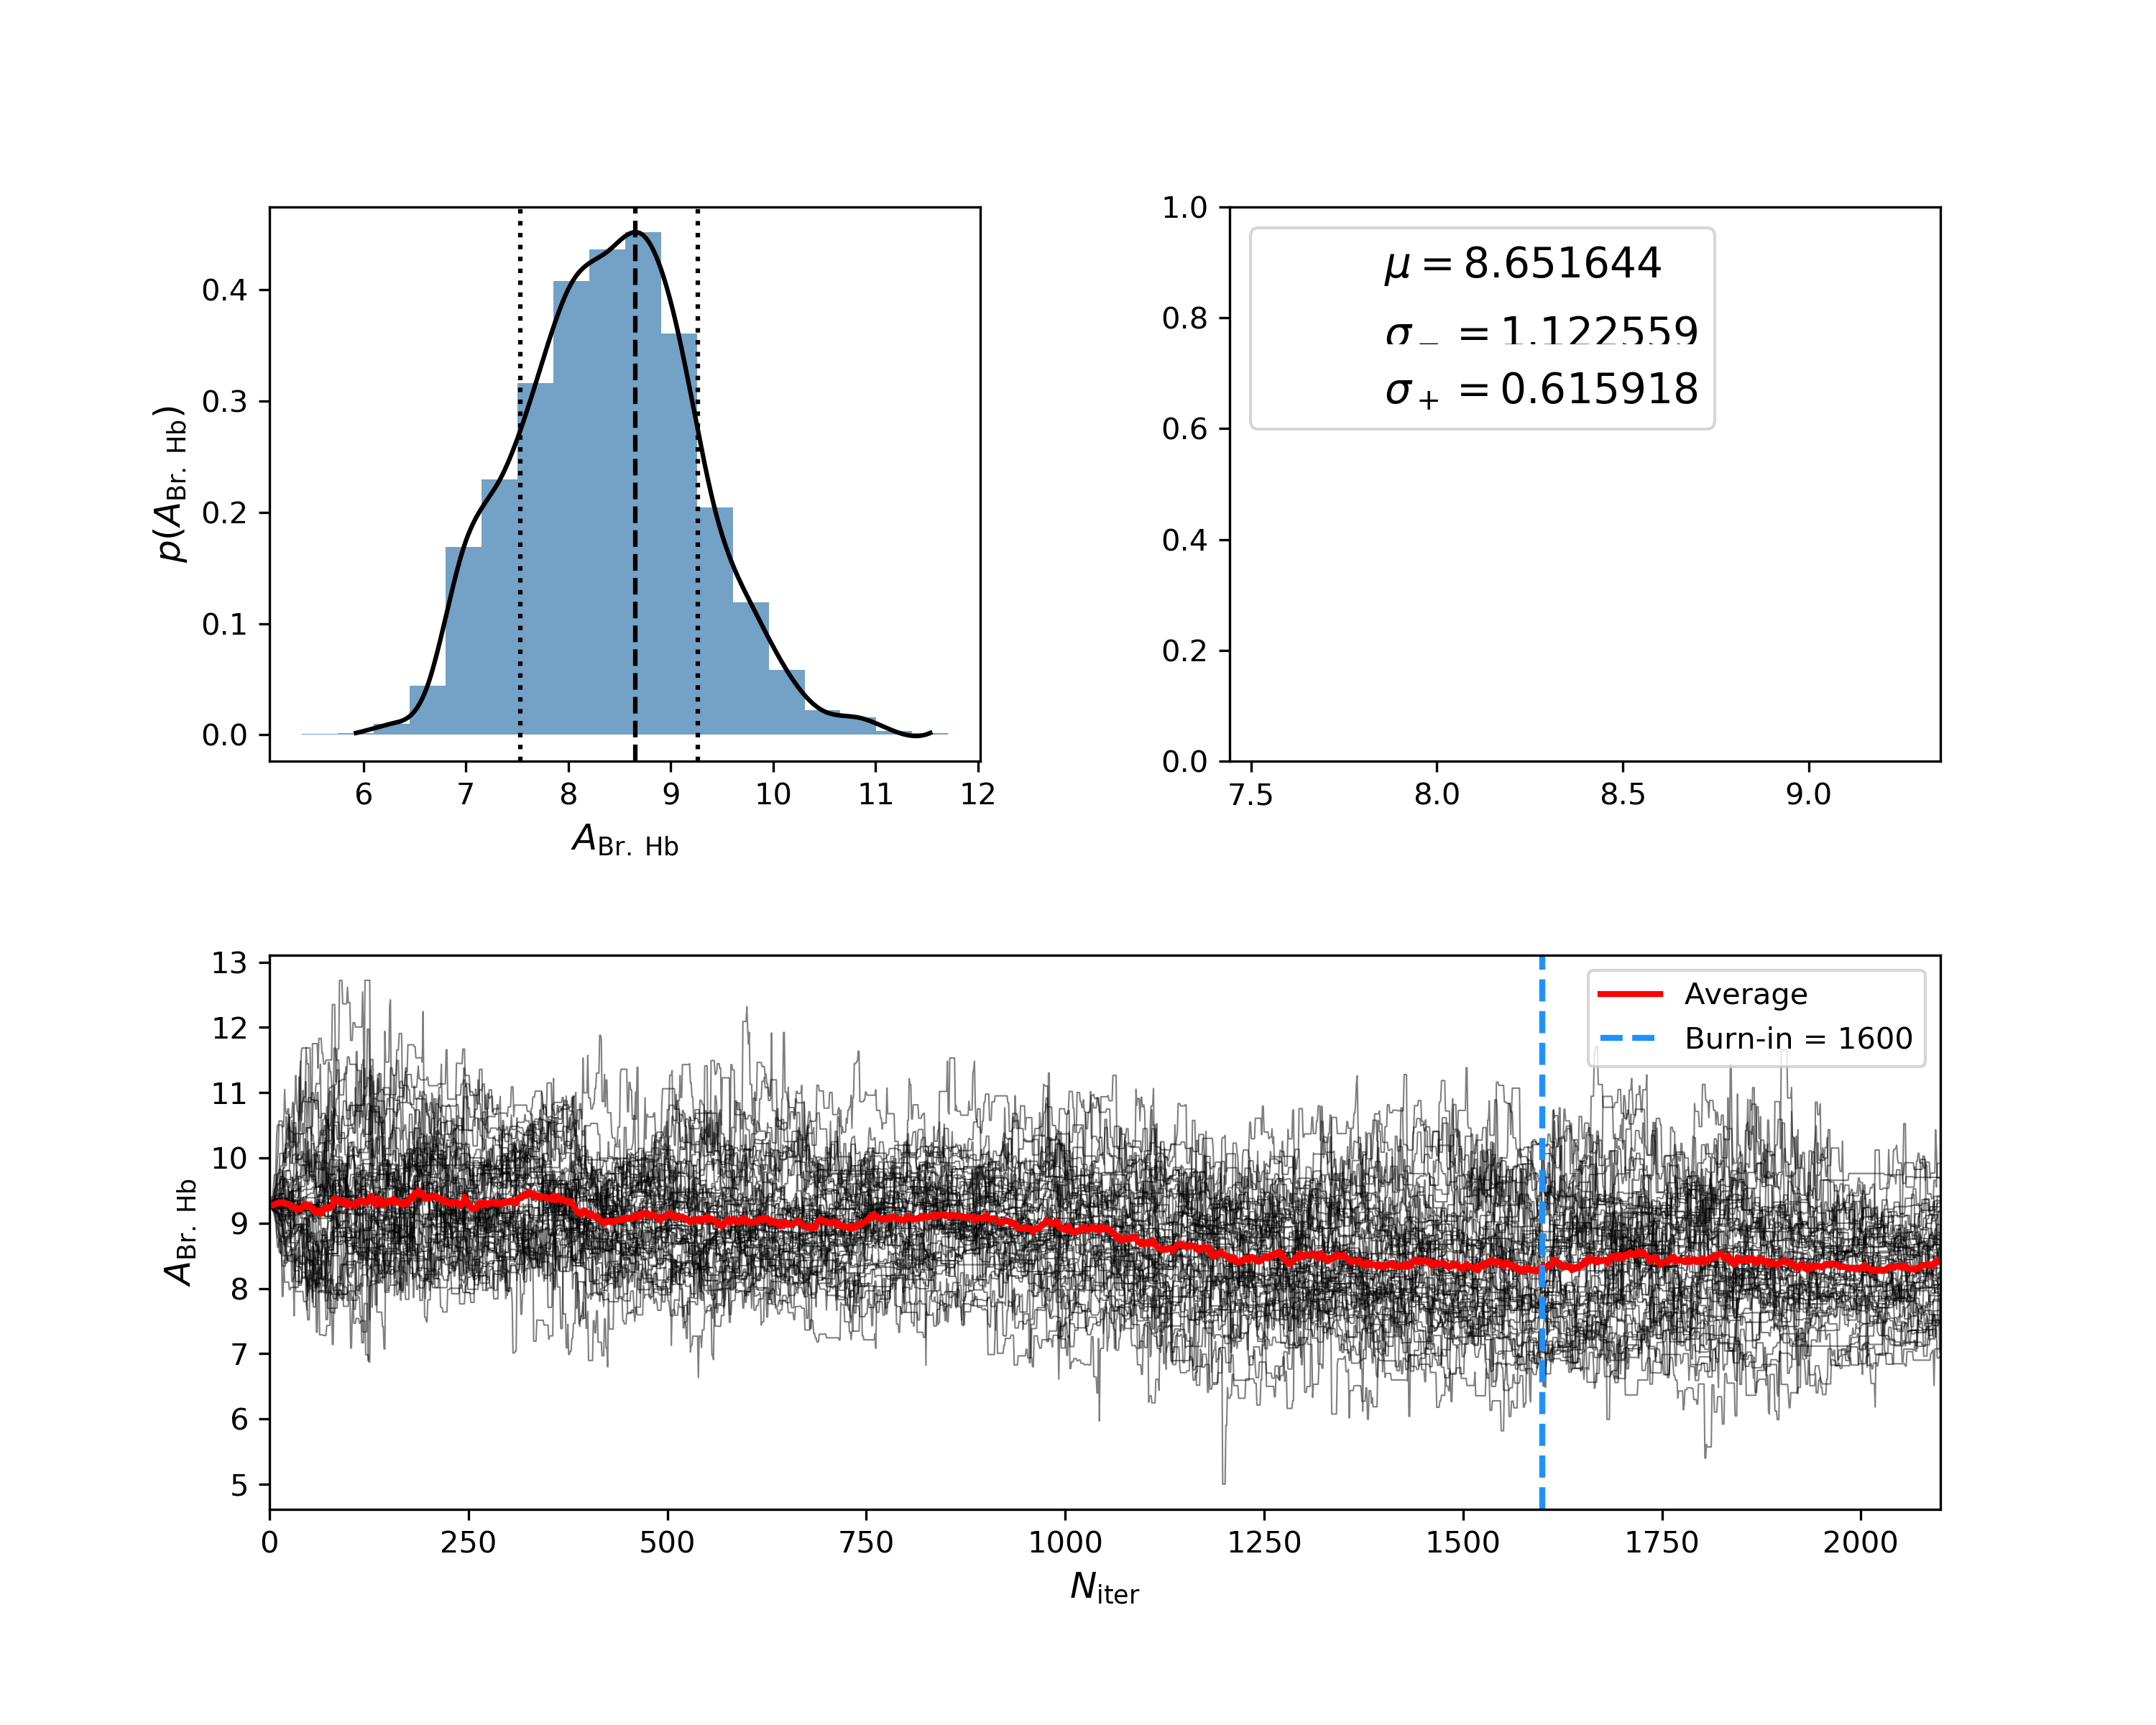 0.4
0.3
0.2
0.1
0.0
p(A_Br. Hb)
6 7 8 9 10 11 12
A_Br. Hb
1.0
0.8
0.6
0.4
0.2
0.0
μ = 8.651644
σ_− = 1.122559
σ_+ = 0.615918
7.5 8.0 8.5 9.0
13
12
11
10
9
8
7
6
5
A_Br. Hb
Average
Burn-in = 1600
0 250 500 750 1000 1250 1500 1750 2000
N_iter